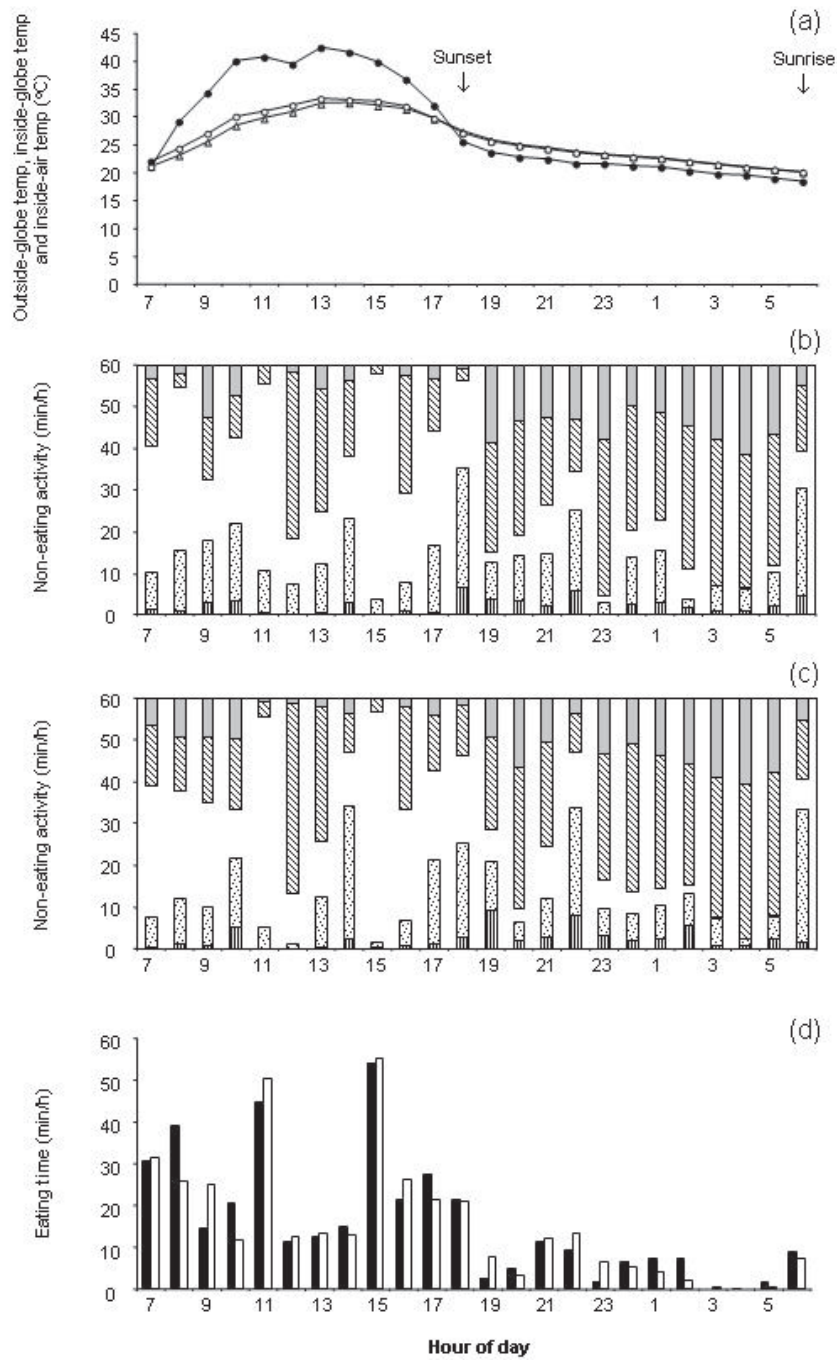 (a)
Outside-globe temp, inside-globe temp
and inside-air temp (ºC)
45
40
35
30
25
20
15
10
5
0
Sunset
Sunrise
7 9 11 13 15 17 19 21 23 1 3 5
(b)
Non-eating activity (min/h)
60
50
40
30
20
10
0
7 9 11 13 15 17 19 21 23 1 3 5
(c)
Non-eating activity (min/h)
60
50
40
30
20
10
0
7 9 11 13 15 17 19 21 23 1 3 5
(d)
Eating time (min/h)
60
50
40
30
20
10
0
7 9 11 13 15 17 19 21 23 1 3 5
Hour of day